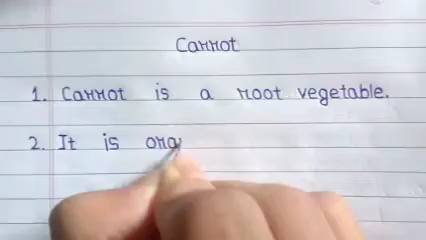 Carrot
1. Carrot is a root vegetable.
2. It is ora